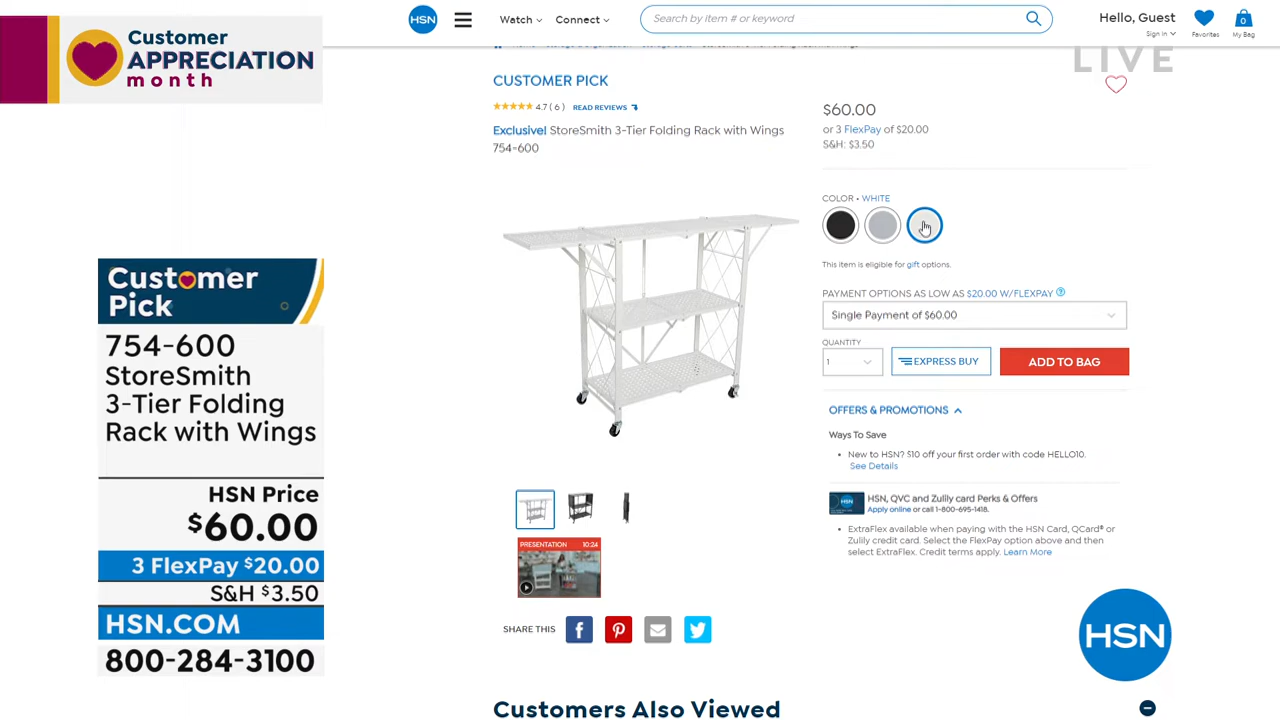 Customer
APPRECIATION
month
Customer
Pick
754-600
StoreSmith
3-Tier Folding
Rack with Wings
HSN Price
$60.00
3 FlexPay $20.00
S&H $3.50
HSN.COM
800-284-3100
HSN
Watch
Connect
Search by item # or keyword
Hello, Guest
Sign in
Favorites
0
My Bag
LIVE
CUSTOMER PICK
4.7 ( 6 )
READ REVIEWS
Exclusive! StoreSmith 3-Tier Folding Rack with Wings
754-600
PRESENTATION 10:24
SHARE THIS
$60.00
or 3 FlexPay of $20.00
S&H: $3.50
COLOR • WHITE
This item is eligible for gift options.
PAYMENT OPTIONS AS LOW AS $20.00 W/FLEXPAY ?
Single Payment of $60.00
QUANTITY
1
EXPRESS BUY
ADD TO BAG
OFFERS & PROMOTIONS
Ways To Save
• New to HSN? $10 off your first order with code HELLO10.
See Details
HSN, QVC and Zulily card Perks & Offers
Apply online or call 1-800-695-1418.
• ExtraFlex available when paying with the HSN Card, QCard® or
Zulily credit card. Select the FlexPay option above and then
select ExtraFlex. Credit terms apply. Learn More
HSN
Customers Also Viewed